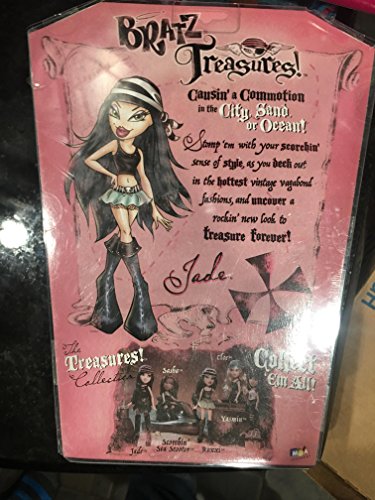 BRATZ
Treasures!
Causin' a Commotion
in the City, Sand,
or Ocean!
Stomp 'em with your scorchin'
sense of style, as you deck out
in the hottest vintage vagabond
fashions, and uncover a
rockin' new look to
treasure forever!
Jade
The
Treasures!
Collection
Collect
'Em All!
Sasha
Cloe
Yasmin
Jade
Scorchin'
Sea Scooter
Roxxi